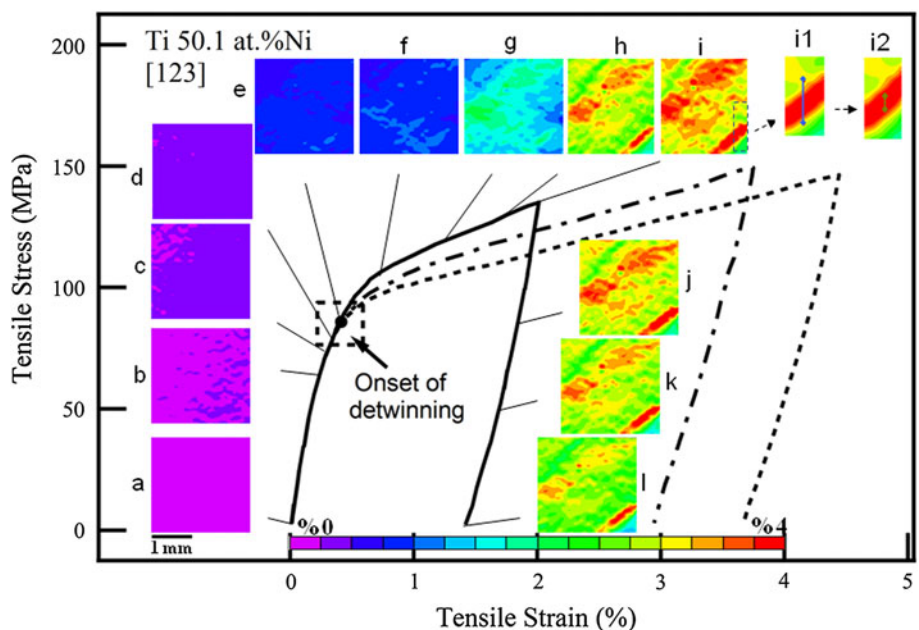 Ti 50.1 at.%Ni
[123]
e
f
g
h
i
i1
i2
d
c
b
a
1 mm
j
k
l
Onset of
detwinning
%0
%4
200
150
100
50
0
Tensile Stress (MPa)
0
1
2
3
4
5
Tensile Strain (%)